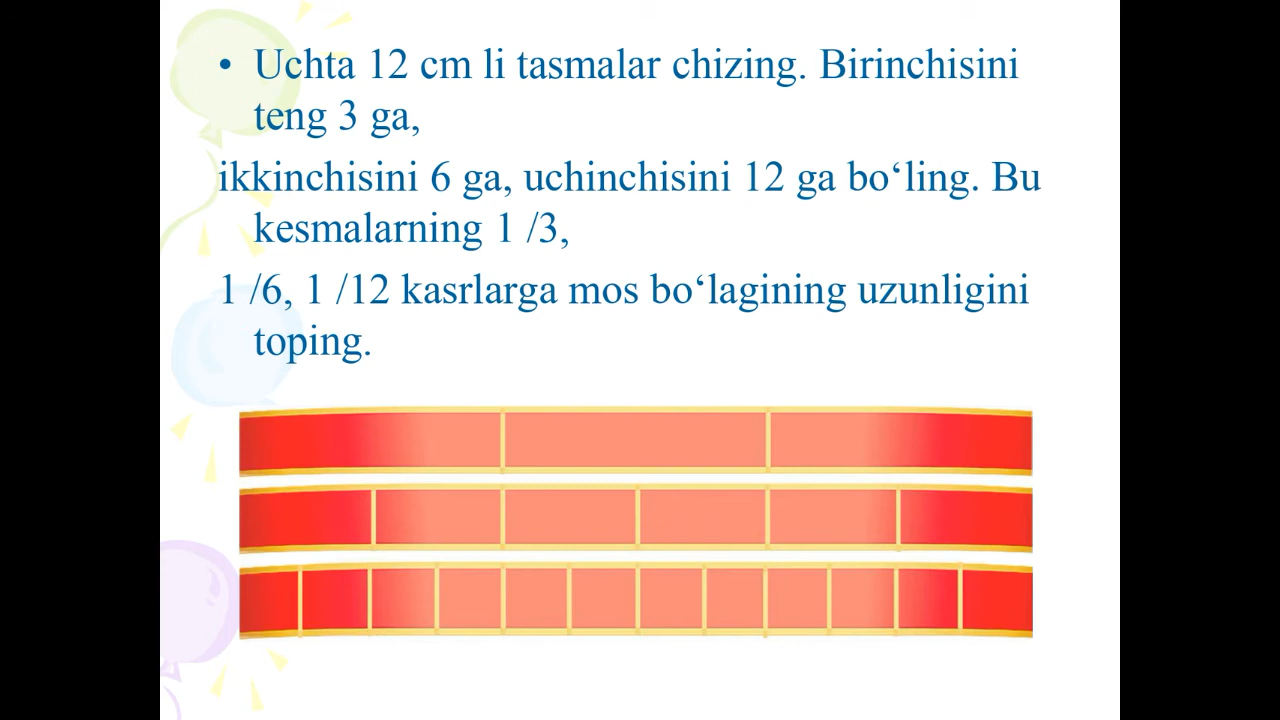 • Uchta 12 cm li tasmalar chizing. Birinchisini
teng 3 ga,
ikkinchisini 6 ga, uchinchisini 12 ga bo‘ling. Bu
kesmalarning 1 /3,
1 /6, 1 /12 kasrlarga mos bo‘lagining uzunligini
toping.